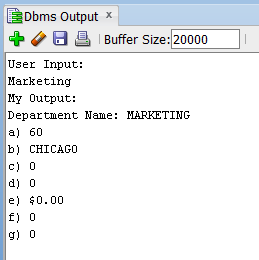 Dbms Output
Buffer Size: 20000
User Input:
Marketing
My Output:
Department Name: MARKETING
a) 60
b) CHICAGO
c) 0
d) 0
e) $0.00
f) 0
g) 0